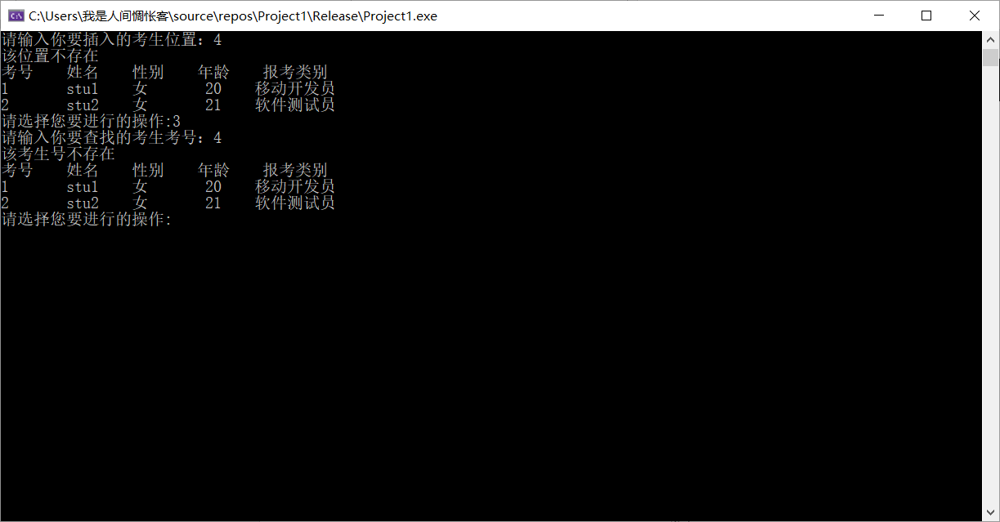 C:\Users\我是人间惆怅客\source\repos\Project1\Release\Project1.exe
请输入你要插入的考生位置：4
该位置不存在
考号 姓名 性别 年龄 报考类别
1 stu1 女 20 移动开发员
2 stu2 女 21 软件测试员
请选择您要进行的操作:3
请输入你要查找的考生考号：4
该考生号不存在
考号 姓名 性别 年龄 报考类别
1 stu1 女 20 移动开发员
2 stu2 女 21 软件测试员
请选择您要进行的操作: